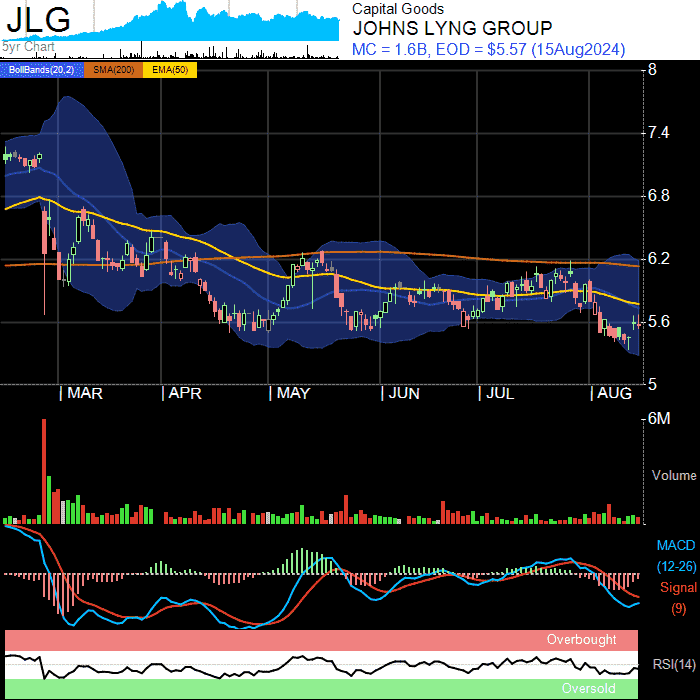 JLG
Capital Goods
JOHNS LYNG GROUP
MC = 1.6B, EOD = $5.57 (15Aug2024)
5yr Chart
BollBands(20,2) SMA(200) EMA(50)
8
7.4
6.8
6.2
5.6
5
MAR APR MAY JUN JUL AUG
6M
Volume
MACD
(12-26)
Signal
(9)
Overbought
RSI(14)
Oversold